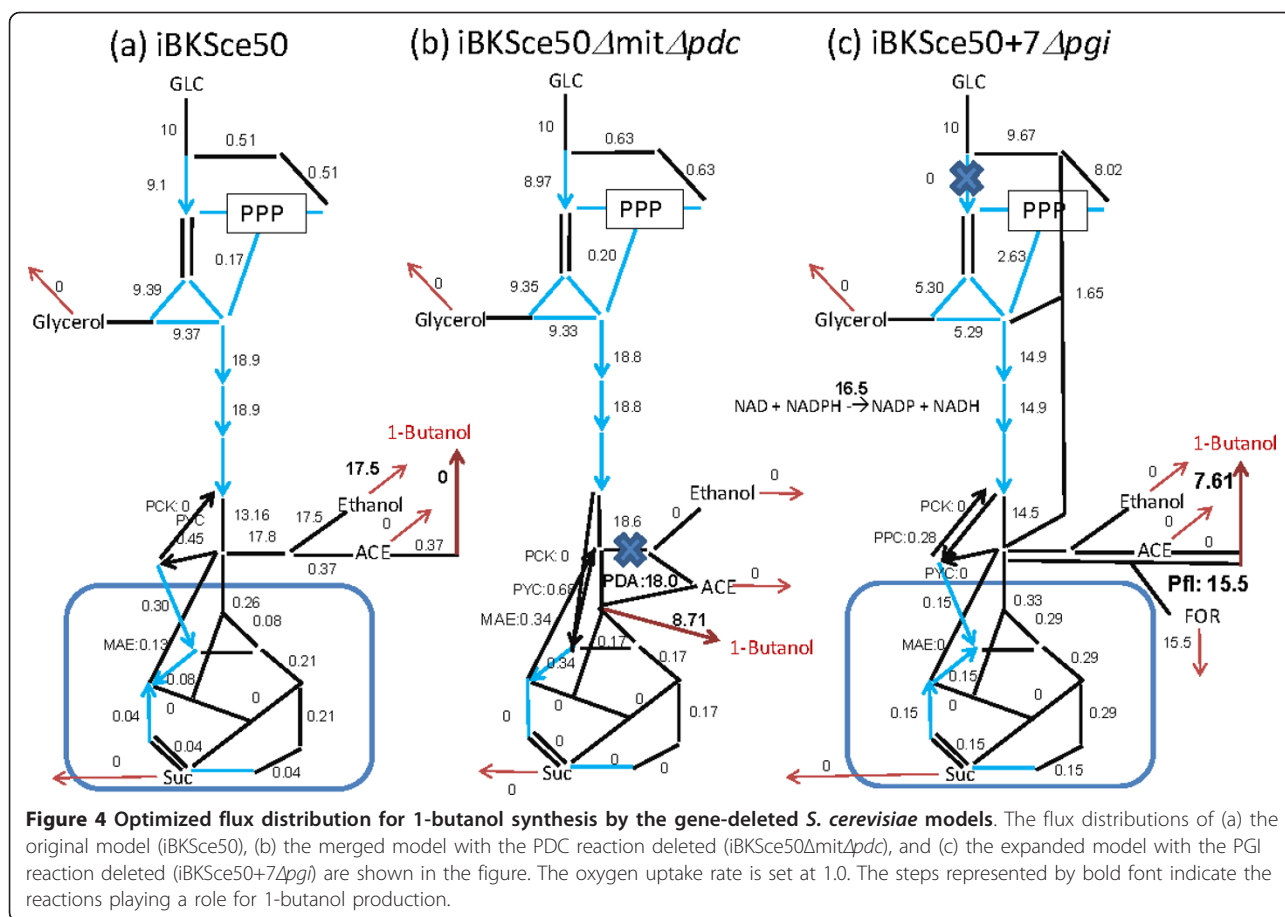 (a) iBKSce50
GLC
10
0.51
0.51
9.1
PPP
0.17
0
9.39
Glycerol
9.37
18.9
18.9
1-Butanol
17.5
0
Ethanol
PCK: 0
PYC
0.45
13.16
17.5
17.8
0
ACE
0.37
0.37
0.30
0.26
0.08
MAE:0.13
0.21
0.08
0
0
0.04
0.21
0.04
0
Suc
0.04
(b) iBKSce50ΔmitΔpdc
GLC
10
0.63
0.63
8.97
PPP
0.20
0
9.35
Glycerol
9.33
18.8
18.8
Ethanol
0
0
18.6
PCK: 0
PDA:18.0
ACE
0
PYC:0.68
MAE:0.34
8.71
1-Butanol
0.17
0.34
0.17
0
0
0
0.17
0
0
Suc
0
0
0
(c) iBKSce50+7Δpgi
GLC
10
9.67
0
8.02
PPP
2.63
0
5.30
1.65
Glycerol
5.29
14.9
16.5
NAD + NADPH -→NADP + NADH
14.9
1-Butanol
0
7.61
Ethanol
PCK:0
14.5
0
0
PPC:0.28
ACE
0
PYC:0
Pfl: 15.5
FOR
15.5
0.15
0.33
0.29
MAE:0
0.29
0.15
0
0
0.15
0.29
0.15
0
Suc
0.15
Figure 4 Optimized flux distribution for 1-butanol synthesis by the gene-deleted S. cerevisiae models. The flux distributions of (a) the
original model (iBKSce50), (b) the merged model with the PDC reaction deleted (iBKSce50ΔmitΔpdc), and (c) the expanded model with the PGI
reaction deleted (iBKSce50+7Δpgi) are shown in the figure. The oxygen uptake rate is set at 1.0. The steps represented by bold font indicate the
reactions playing a role for 1-butanol production.